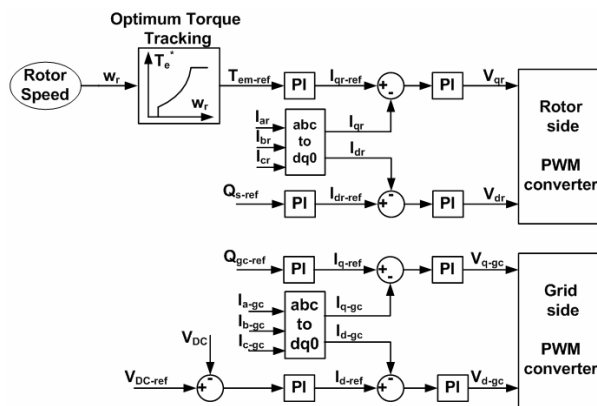 Optimum Torque
Tracking
Rotor
Speed
wr
Te*
wr
Tem-ref
PI
Iqr-ref
+
-
PI
Vqr
Iar
Ibr
Icr
abc
to
dq0
Iqr
Idr
Qs-ref
PI
Idr-ref
+
-
PI
Vdr
Rotor
side
PWM
converter
Qgc-ref
PI
Iq-ref
+
-
PI
Vq-gc
Ia-gc
Ib-gc
Ic-gc
abc
to
dq0
Iq-gc
Id-gc
VDC
VDC-ref
+
-
PI
Id-ref
+
-
PI
Vd-gc
Grid
side
PWM
converter